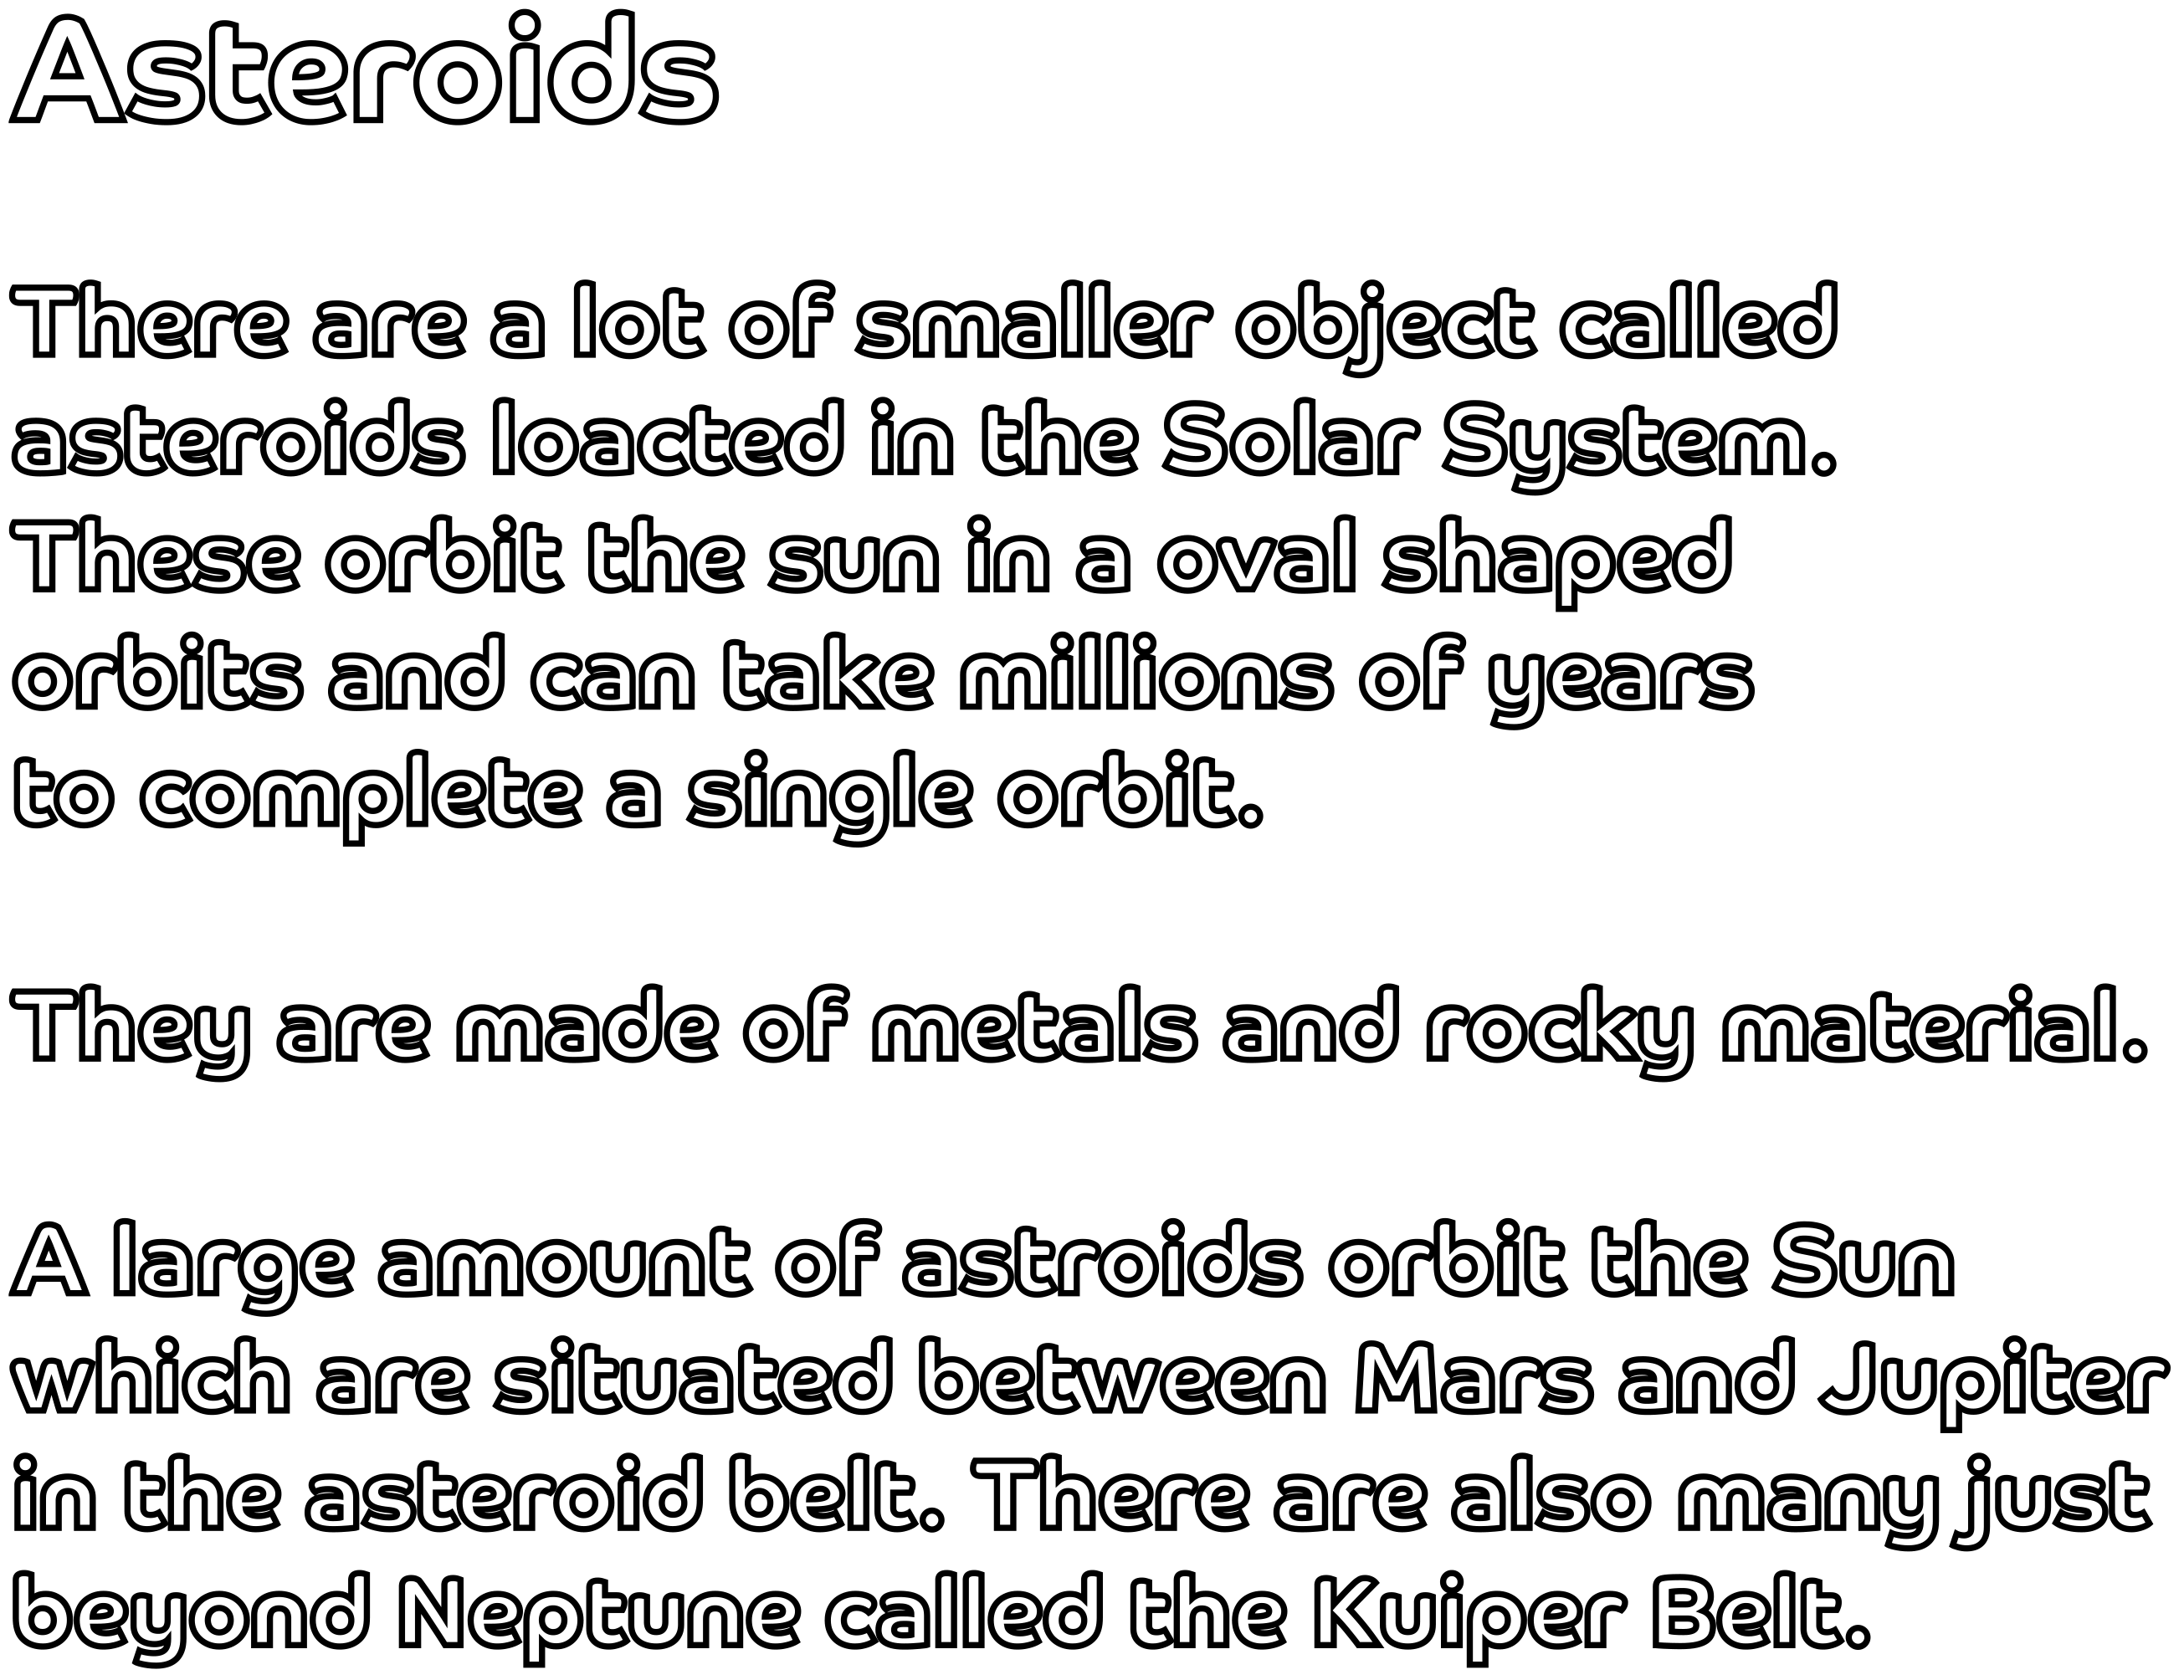 Asteroids
There are a lot of smaller object called
asteroids loacted in the Solar System.
These orbit the sun in a oval shaped
orbits and can take millions of years
to complete a single orbit.
They are made of metals and rocky material.
A large amount of astroids orbit the Sun
which are situated between Mars and Jupiter
in the asteroid belt. There are also many just
beyond Neptune called the Kuiper Belt.